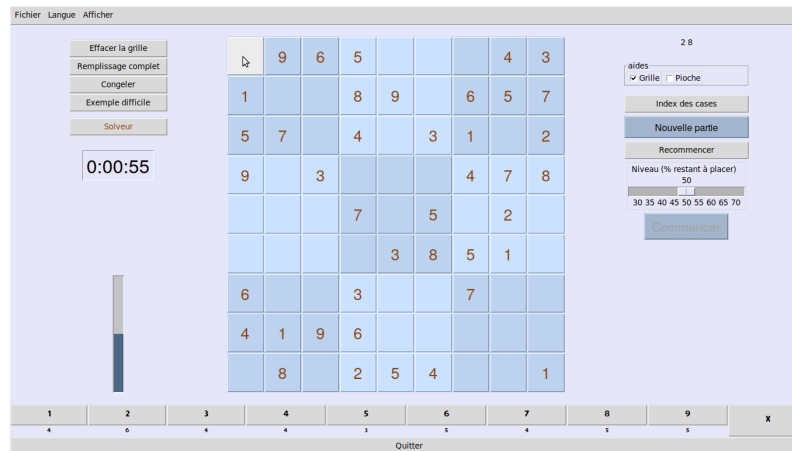 Fichier Langue Afficher
Effacer la grille
Remplissage complet
Congeler
Exemple difficile
Solveur
0:00:55
9 6 5 4 3
1 8 9 6 5 7
5 7 4 3 1 2
9 3 4 7 8
7 5 2
3 8 5 1
6 3 7
4 1 9 6
8 2 5 4 1
2 8
aides
Grille Pioche
Index des cases
Nouvelle partie
Recommencer
Niveau (% restant à placer)
50
30 35 40 45 50 55 60 65 70
Commencer
1 2 3 4 5 6 7 8 9 x
4 6 4 4 3 5 4 5 5
Quitter